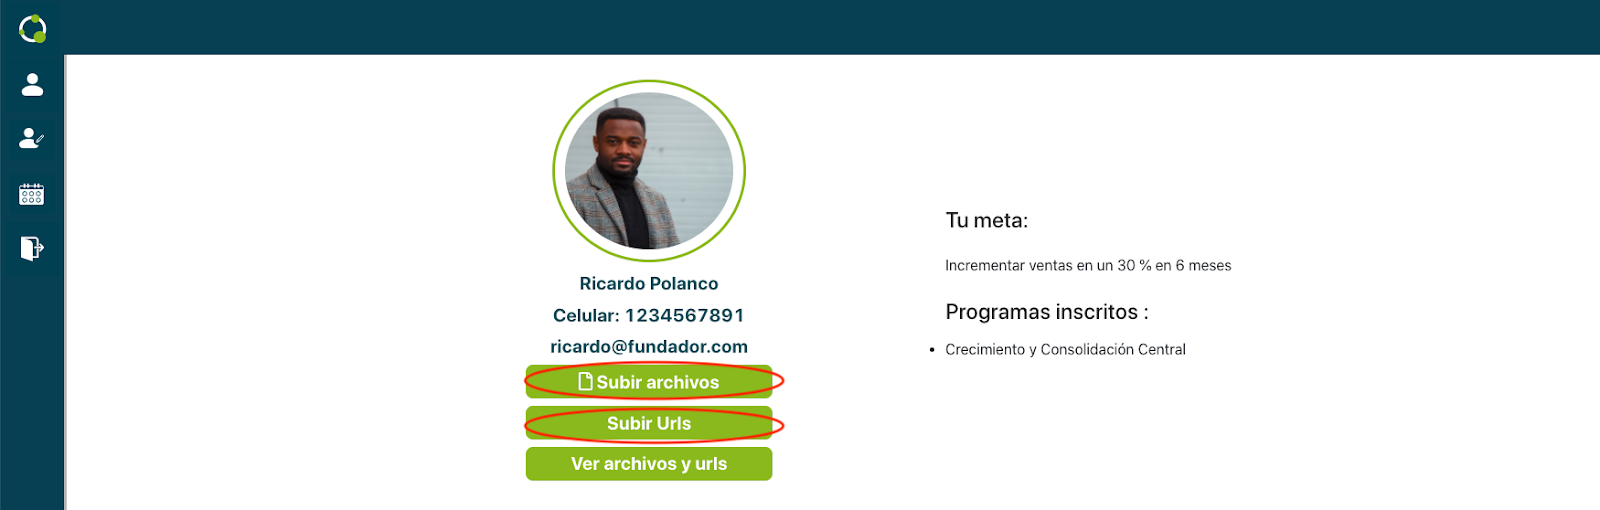 Ricardo Polanco
Celular: 1234567891
ricardo@fundador.com
Subir archivos
Subir Urls
Ver archivos y urls
Tu meta:
Incrementar ventas en un 30 % en 6 meses
Programas inscritos :
• Crecimiento y Consolidación Central